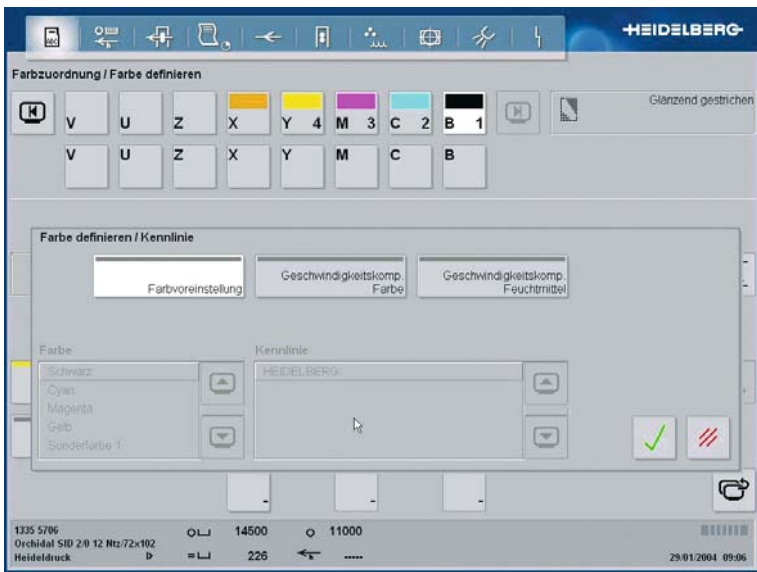 ABC
HEIDELBERG
Farbzuordnung / Farbe definieren
Glänzend gestrichen
V U Z X Y 4 M 3 C 2 B 1
V U Z X Y M C B
Farbe definieren / Kennlinie
Farbvoreinstellung
Geschwindigkeitskomp.
Farbe
Geschwindigkeitskomp.
Feuchtmittel
Farbe
Kennlinie
Schwarz
HEIDELBERG
Cyan
Magenta
Gelb
Sonderfarbe 1
- - -
1335 5706
14500 11000
Orchidal SID 2/0 12 Ntz/72x102
Heideldruck
= 226 -----
29/01/2004 09:06